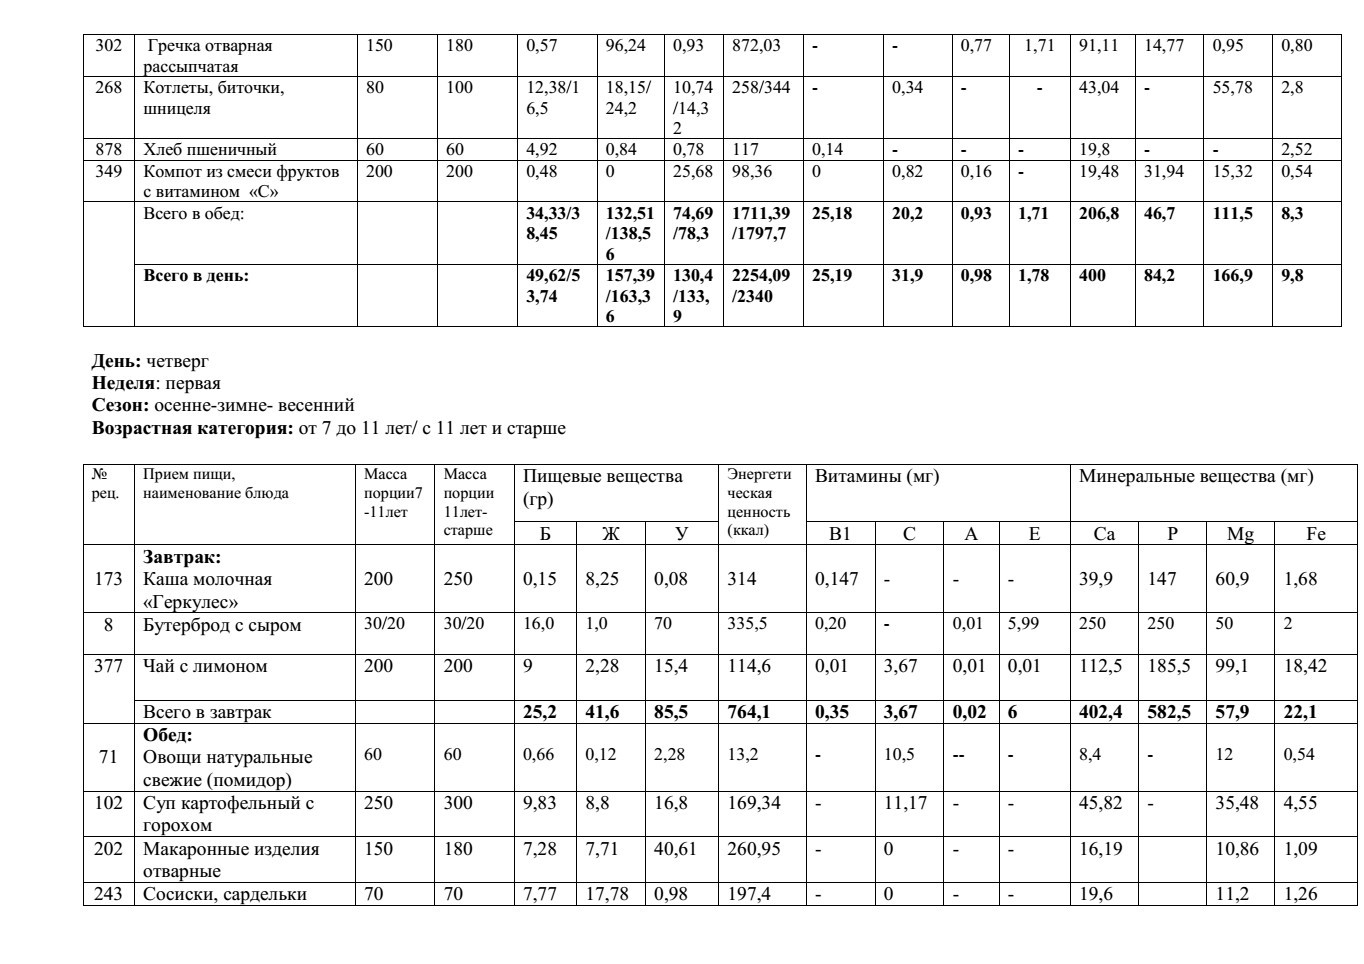 302 Гречка отварная 150 180 0,57 96,24 0,93 872,03 - - 0,77 1,71 91,11 14,77 0,95 0,80
рассыпчатая
268 Котлеты, биточки, 80 100 12,38/1 18,15/ 10,74 258/344 - 0,34 - - 43,04 - 55,78 2,8
шницеля 6,5 24,2 /14,3
2
878 Хлеб пшеничный 60 60 4,92 0,84 0,78 117 0,14 - - - 19,8 - - 2,52
349 Компот из смеси фруктов 200 200 0,48 0 25,68 98,36 0 0,82 0,16 - 19,48 31,94 15,32 0,54
с витамином «С»
Всего в обед: 34,33/3 132,51 74,69 1711,39 25,18 20,2 0,93 1,71 206,8 46,7 111,5 8,3
8,45 /138,5 /78,3 /1797,7
6
Всего в день: 49,62/5 157,39 130,4 2254,09 25,19 31,9 0,98 1,78 400 84,2 166,9 9,8
3,74 /163,3 /133, /2340
6 9
День: четверг
Неделя: первая
Сезон: осенне-зимне- весенний
Возрастная категория: от 7 до 11 лет/ с 11 лет и старше
№ Прием пищи, Масса Масса Пищевые вещества Энергети Витамины (мг) Минеральные вещества (мг)
рец. наименование блюда порции7 порции (гр) ческая
-11лет 11лет- ценность
старше Б Ж У (ккал) В1 С А Е Ca P Mg Fe
Завтрак:
173 Каша молочная 200 250 0,15 8,25 0,08 314 0,147 - - - 39,9 147 60,9 1,68
«Геркулес»
8 Бутерброд с сыром 30/20 30/20 16,0 1,0 70 335,5 0,20 - 0,01 5,99 250 250 50 2
377 Чай с лимоном 200 200 9 2,28 15,4 114,6 0,01 3,67 0,01 0,01 112,5 185,5 99,1 18,42
Всего в завтрак 25,2 41,6 85,5 764,1 0,35 3,67 0,02 6 402,4 582,5 57,9 22,1
Обед:
71 Овощи натуральные 60 60 0,66 0,12 2,28 13,2 - 10,5 -- - 8,4 - 12 0,54
свежие (помидор)
102 Суп картофельный с 250 300 9,83 8,8 16,8 169,34 - 11,17 - - 45,82 - 35,48 4,55
горохом
202 Макаронные изделия 150 180 7,28 7,71 40,61 260,95 - 0 - - 16,19 10,86 1,09
отварные
243 Сосиски, сардельки 70 70 7,77 17,78 0,98 197,4 - 0 - - 19,6 11,2 1,26